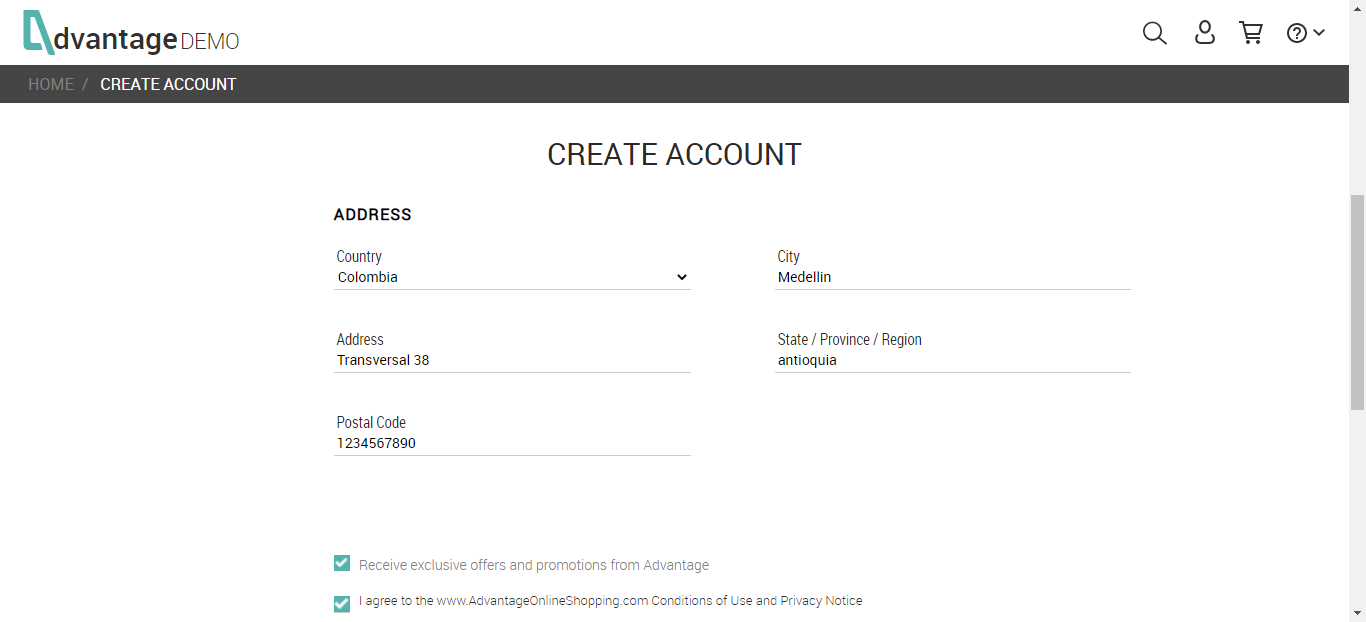 dvantage DEMO
HOME / CREATE ACCOUNT
CREATE ACCOUNT
ADDRESS
Country
Colombia
City
Medellin
Address
Transversal 38
State / Province / Region
antioquia
Postal Code
1234567890
Receive exclusive offers and promotions from Advantage
I agree to the www.AdvantageOnlineShopping.com Conditions of Use and Privacy Notice